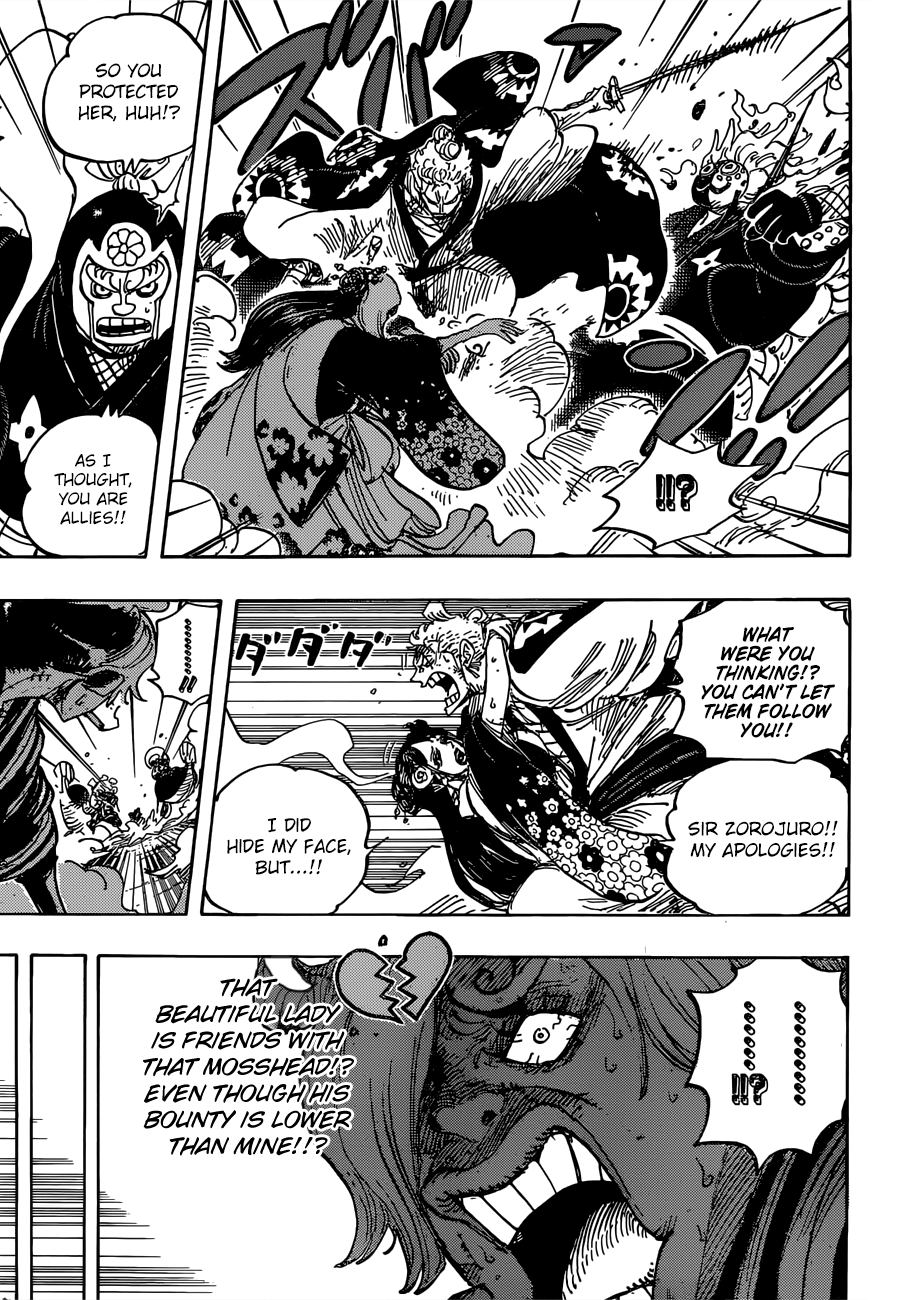 ズバ
!!?
SO YOU
PROTECTED
HER, HUH!?
AS I
THOUGHT,
YOU ARE
ALLIES!!
WHAT
WERE YOU
THINKING!?
YOU CAN'T LET
THEM FOLLOW
YOU!!
SIR ZOROJURO!!
MY APOLOGIES!!
ダダダ
I DID
HIDE MY FACE,
BUT...!!
.........!!
.........
......!!?
THAT
BEAUTIFUL LADY
IS FRIENDS WITH
THAT MOSSHEAD!?
EVEN THOUGH HIS
BOUNTY IS LOWER
THAN MINE!!?